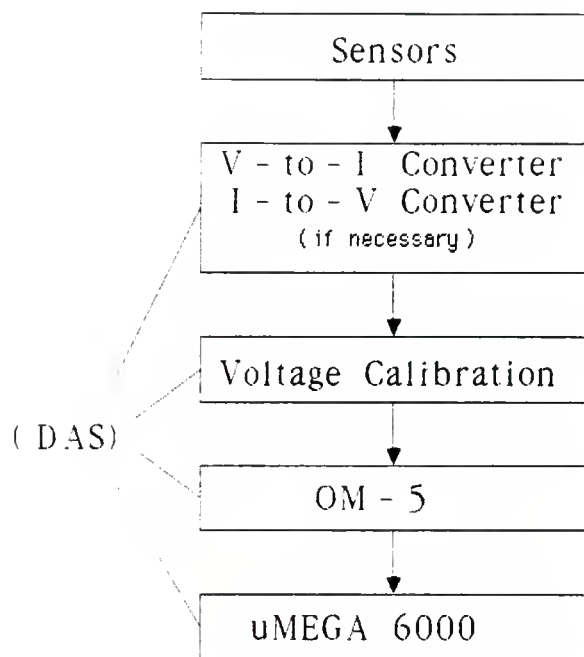 Sensors
V - to - I Converter
I - to - V Converter
(if necessary)
Voltage Calibration
(DAS)
OM - 5
uMEGA 6000